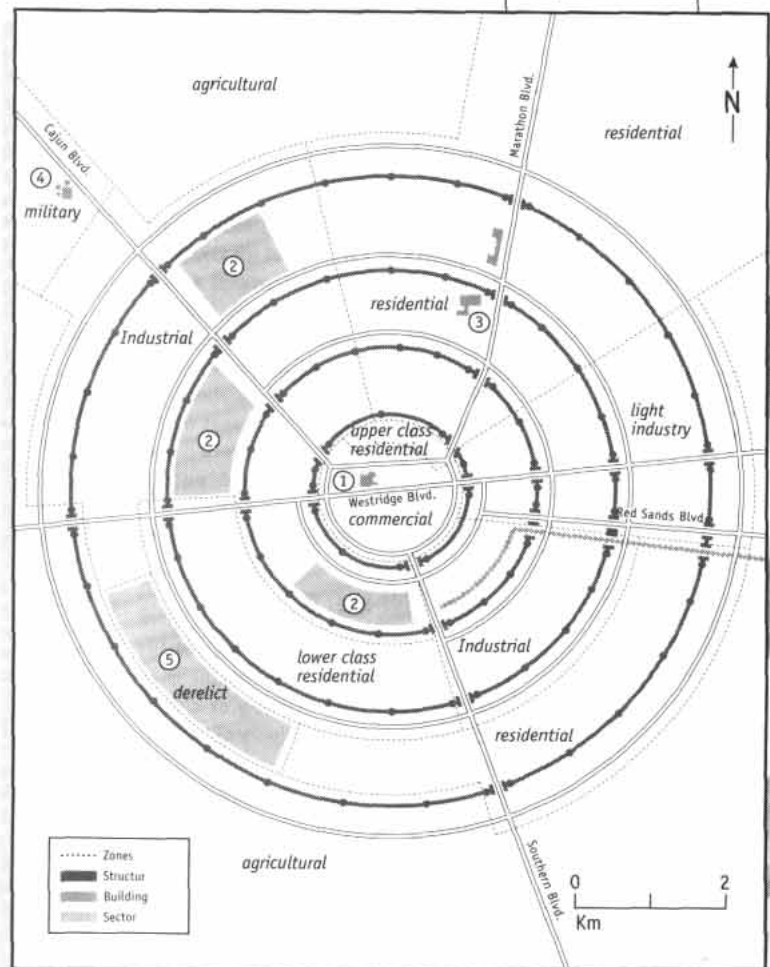 agricultural
Marathon Blvd.
N
residential
Cajun Blvd.
4
military
2
residential
3
Industrial
light
industry
2
upper class
residential
1
Westridge Blvd.
commercial
Red Sands Blvd.
2
Industrial
lower class
residential
5
derelict
residential
agricultural
Southern Blvd.
Zones
Structur
Building
Sector
0
2
Km